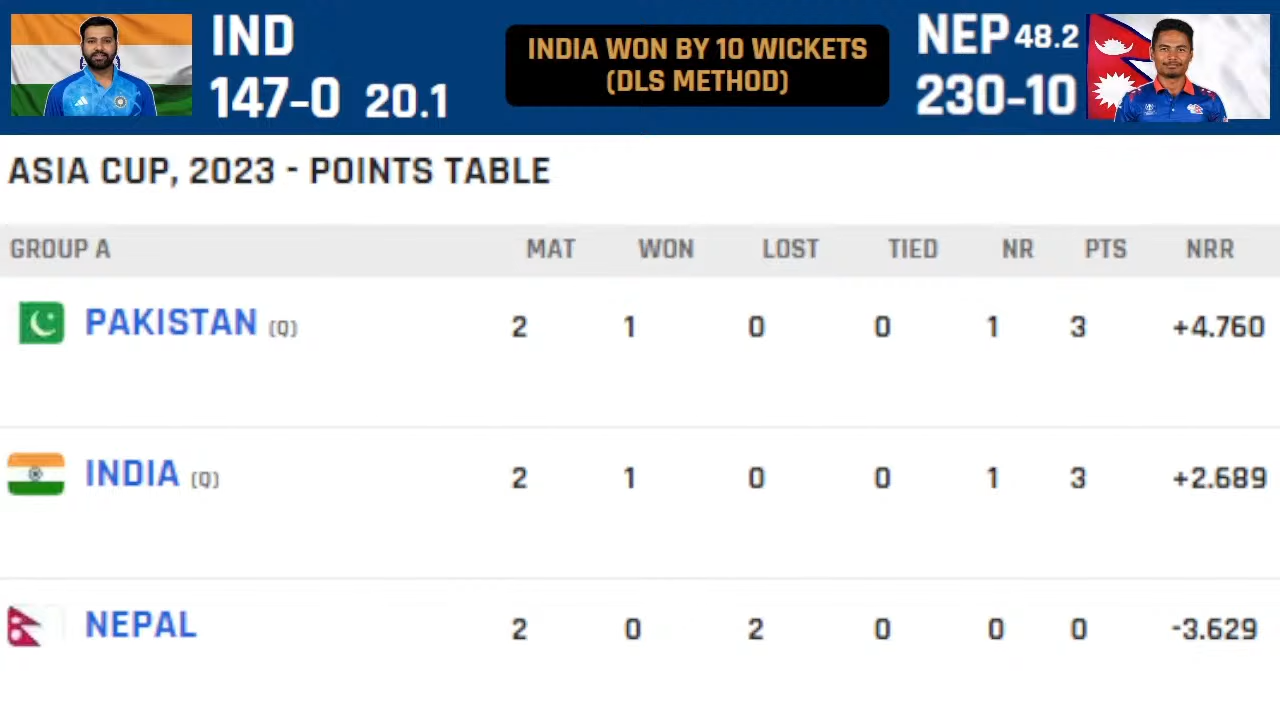 IND
147-0 20.1
INDIA WON BY 10 WICKETS
(DLS METHOD)
NEP 48.2
230-10
ASIA CUP, 2023 - POINTS TABLE
GROUP A MAT WON LOST TIED NR PTS NRR
PAKISTAN (Q) 2 1 0 0 1 3 +4.760
INDIA (Q) 2 1 0 0 1 3 +2.689
NEPAL 2 0 2 0 0 0 -3.629